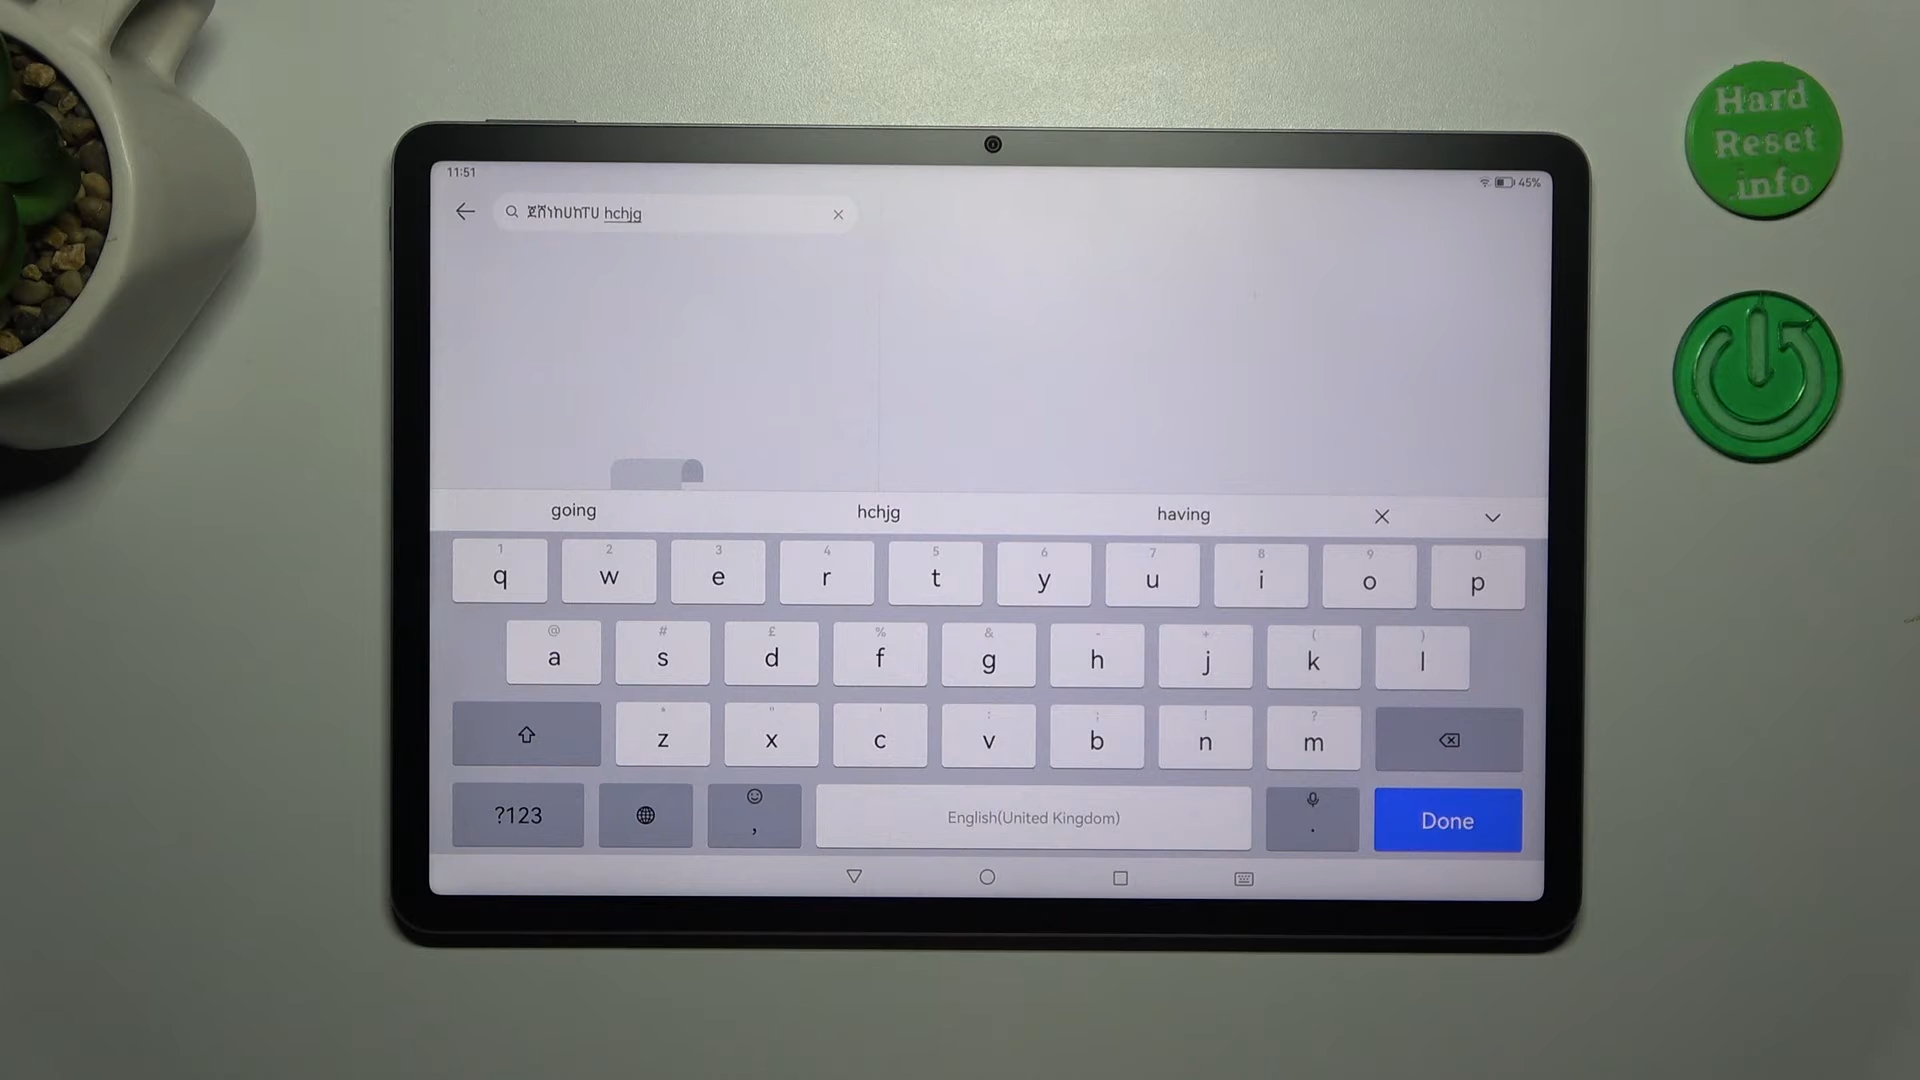 Hard
Reset
.info
11:51
45%
hchjg
going hchjg having
1 2 3 4 5 6 7 8 9 0
q w e r t y u i o p
@ # £ % & - + ( )
a s d f g h j k l
* " ' : ; ! ?
z x c v b n m
?123 , English(United Kingdom) . Done